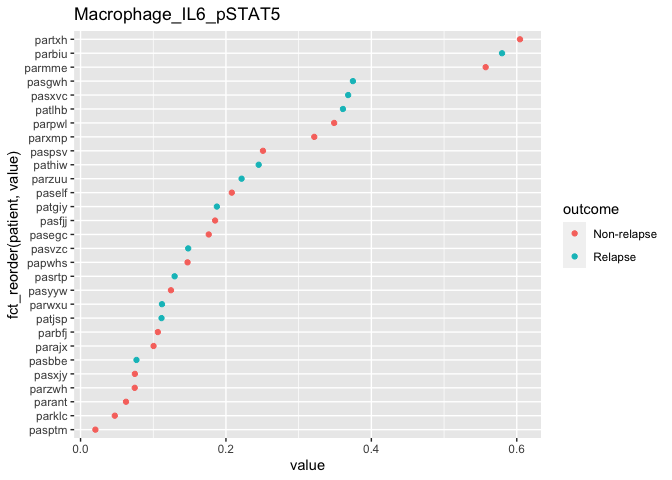 Macrophage_IL6_pSTAT5
fct_reorder(patient, value)
partxh
parbiu
parmme
pasgwh
pasxvc
patlhb
parpwl
parxmp
paspsv
pathiw
parzuu
paself
patgiy
pasfjj
pasegc
pasvzc
papwhs
pasrtp
pasyyw
parwxu
patjsp
parbfj
parajx
pasbbe
pasxjy
parzwh
parant
parklc
pasptm
0.0
0.2
0.4
0.6
value
outcome
Non-relapse
Relapse